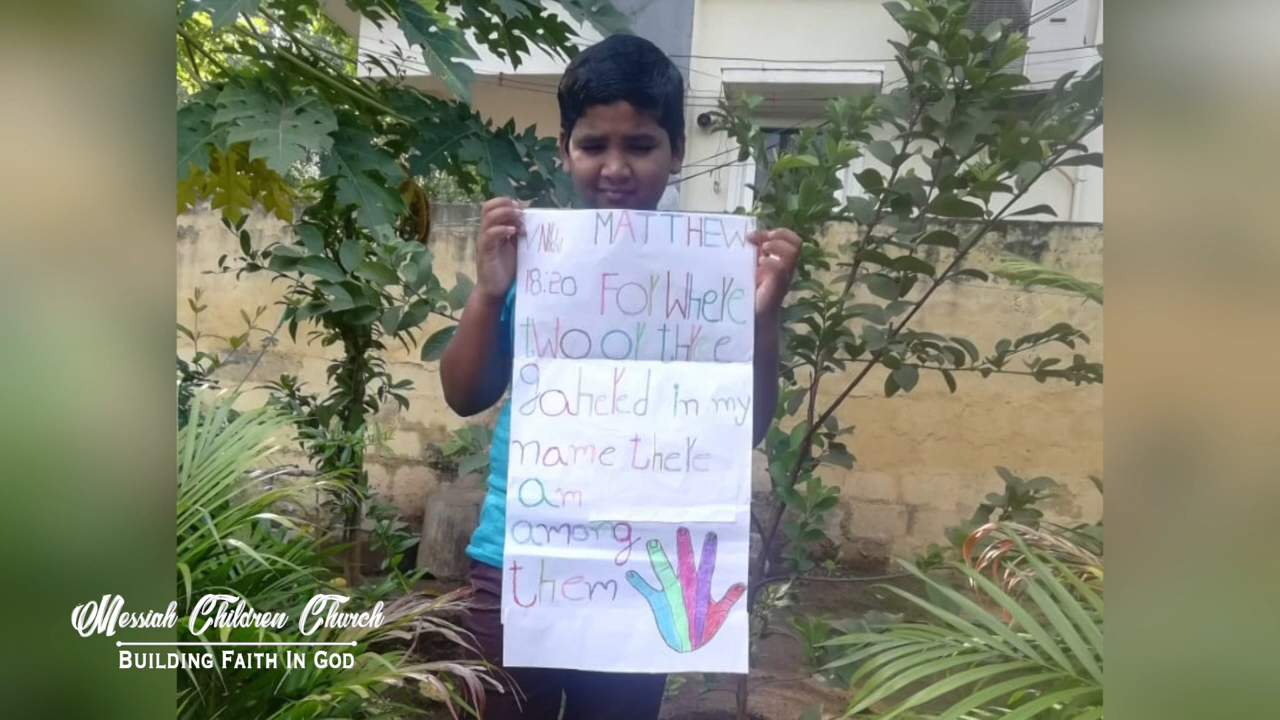 MATTHEW
18:20 For where
two or three
gahered in my
name there
am
among
them
Messiah Children Church
Building Faith In God